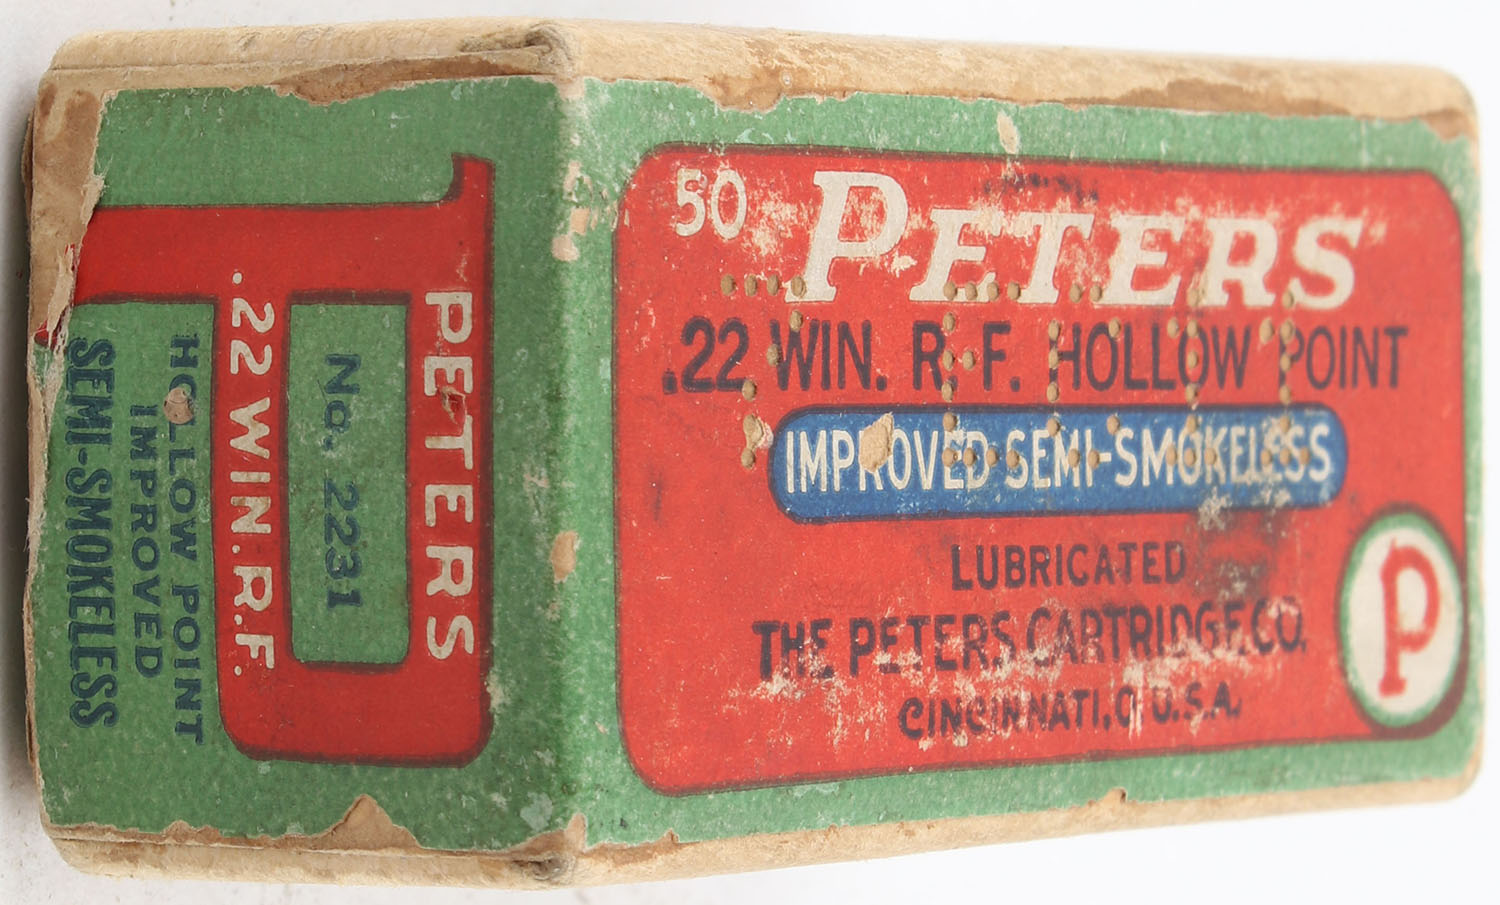 50 PETERS
.22 WIN. R. F. HOLLOW POINT
IMPROVED SEMI-SMOKELESS
LUBRICATED
THE PETERS CARTRIDGE CO.
CINCINNATI, O. U.S.A.
P
PETERS
No. 2231
.22 WIN. R. F.
HOLLOW POINT
IMPROVED
SEMI-SMOKELESS